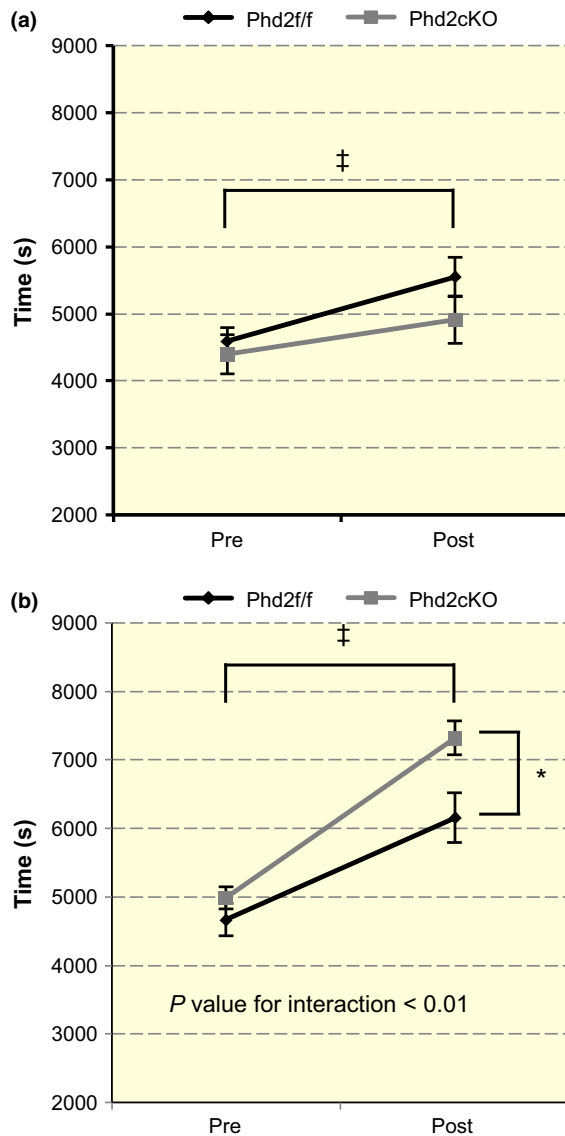 (a)
Phd2f/f Phd2cKO
9000
8000
7000
6000
5000
4000
3000
2000
Time (s)
‡
Pre Post
(b)
Phd2f/f Phd2cKO
9000
8000
7000
6000
5000
4000
3000
2000
Time (s)
‡
*
P value for interaction < 0.01
Pre Post